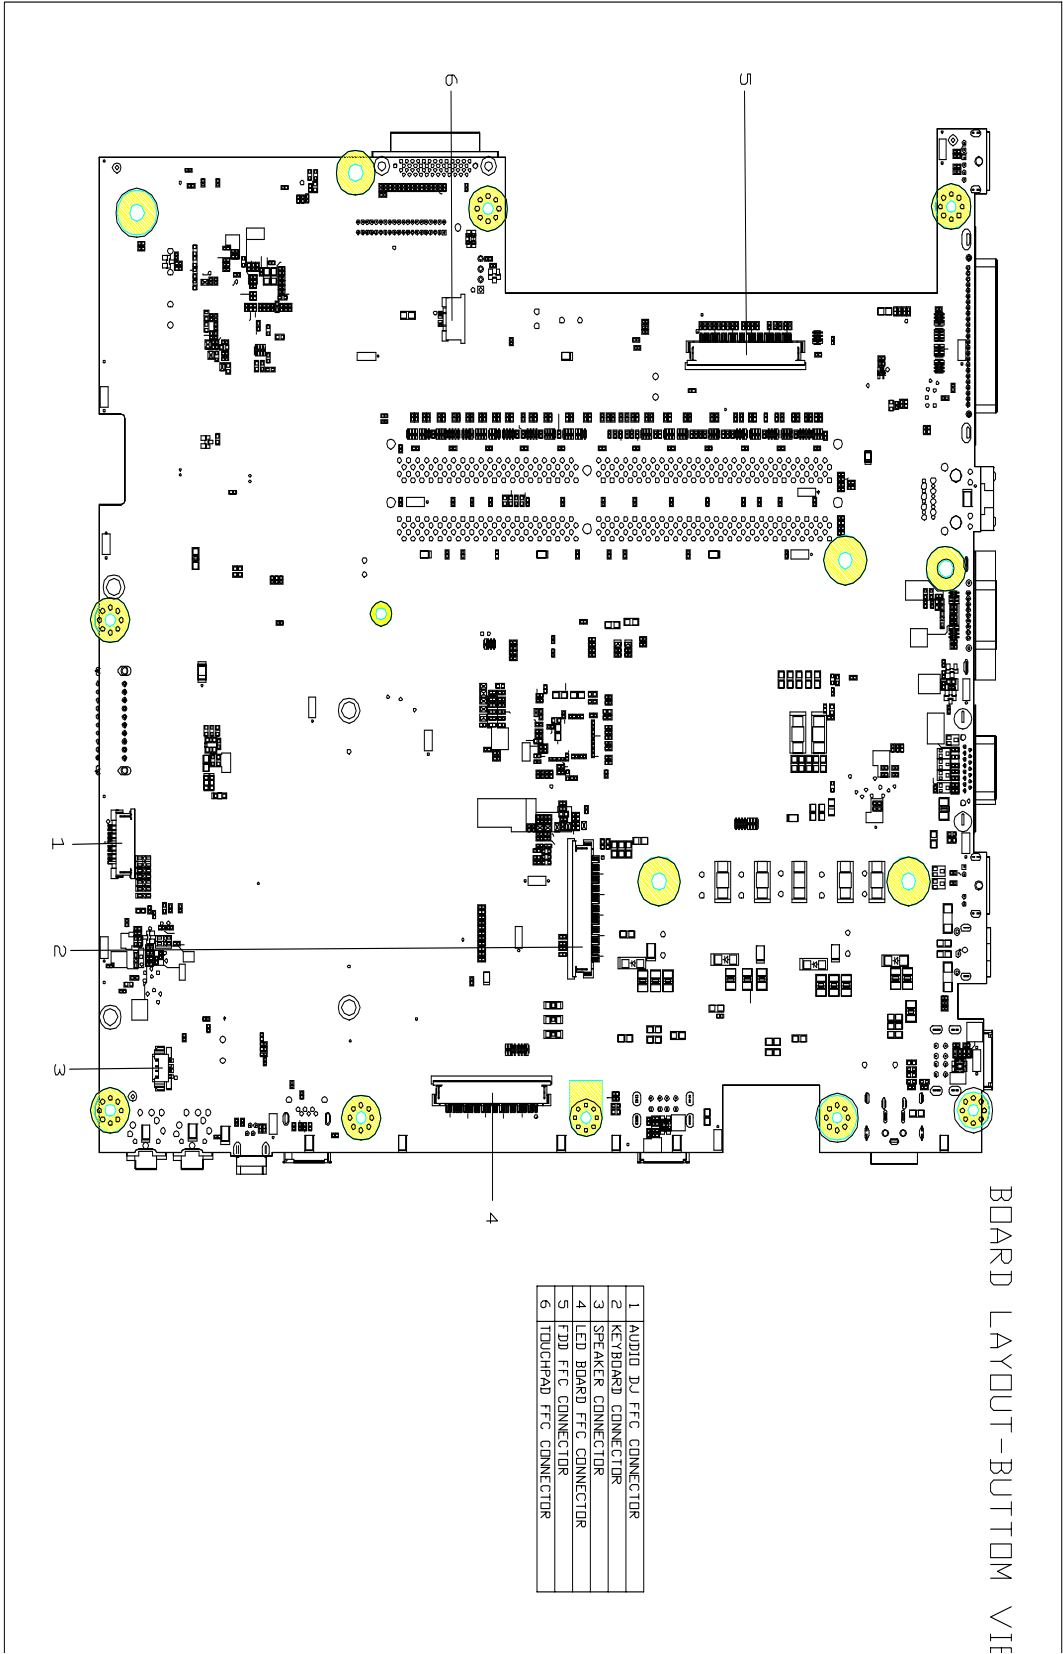 6
5
1
2
3
4
BOARD LAYOUT-BUTTOM
1 AUDIO DJ FFC CONNECTOR
2 KEYBOARD CONNECTOR
3 SPEAKER CONNECTOR
4 LED BOARD FFC CONNECTOR
5 FDD FFC CONNECTOR
6 TOUCHPAD FFC CONNECTOR